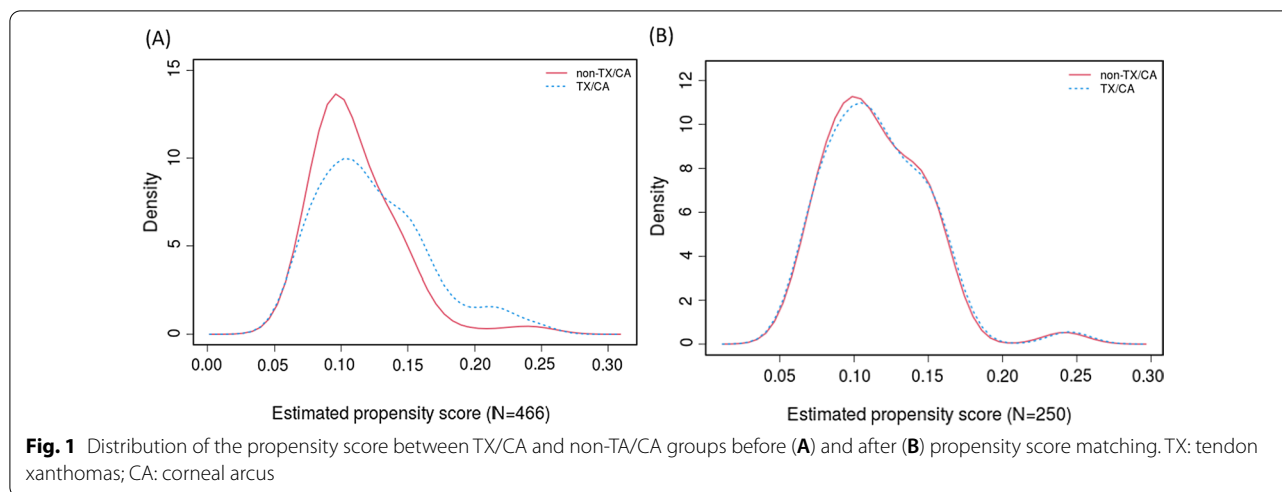 (A)
15
10
5
0
Density
non-TX/CA
TX/CA
0.00 0.05 0.10 0.15 0.20 0.25 0.30
Estimated propensity score (N=466)
(B)
12
10
8
6
4
2
0
Density
non-TX/CA
TX/CA
0.05 0.10 0.15 0.20 0.25 0.30
Estimated propensity score (N=250)
Fig. 1 Distribution of the propensity score between TX/CA and non-TA/CA groups before (A) and after (B) propensity score matching. TX: tendon
xanthomas; CA: corneal arcus